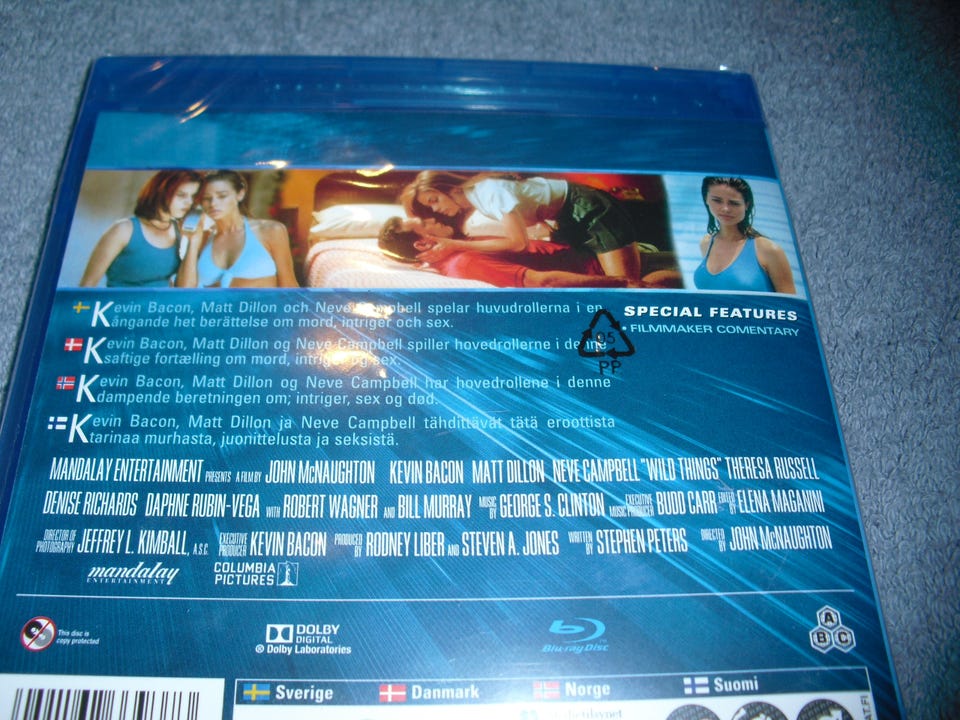 Kevin Bacon, Matt Dillon och Neve Campbell spelar huvudrollerna i en
ångande het berättelse om mord, intriger och sex.
Kevin Bacon, Matt Dillon og Neve Campbell spiller hovedrollerne i denne
saftige fortælling om mord, intriger og sex.
Kevin Bacon, Matt Dillon og Neve Campbell har hovedrollene i denne
dampende beretningen om; intriger, sex og død.
Kevin Bacon, Matt Dillon ja Neve Campbell tähdittävät tätä eroottista
tarinaa murhasta, juonittelusta ja seksistä.
SPECIAL FEATURES
• FILMMAKER COMENTARY
95
PP
MANDALAY ENTERTAINMENT PRESENTS A FILM BY JOHN McNAUGHTON KEVIN BACON MATT DILLON NEVE CAMPBELL "WILD THINGS" THERESA RUSSELL
DENISE RICHARDS DAPHNE RUBIN-VEGA WITH ROBERT WAGNER AND BILL MURRAY MUSIC BY GEORGE S. CLINTON EXECUTIVE MUSIC PRODUCER BUDD CARR EDITED BY ELENA MAGANINI
DIRECTOR OF PHOTOGRAPHY JEFFREY L. KIMBALL, A.S.C. EXECUTIVE PRODUCER KEVIN BACON PRODUCED BY RODNEY LIBER AND STEVEN A. JONES WRITTEN BY STEPHEN PETERS DIRECTED BY JOHN McNAUGHTON
mandalay
ENTERTAINMENT
COLUMBIA
PICTURES
This disc is
copy protected
DOLBY
DIGITAL
® Dolby Laboratories
Blu-ray Disc
A
B C
Sverige Danmark Norge Suomi